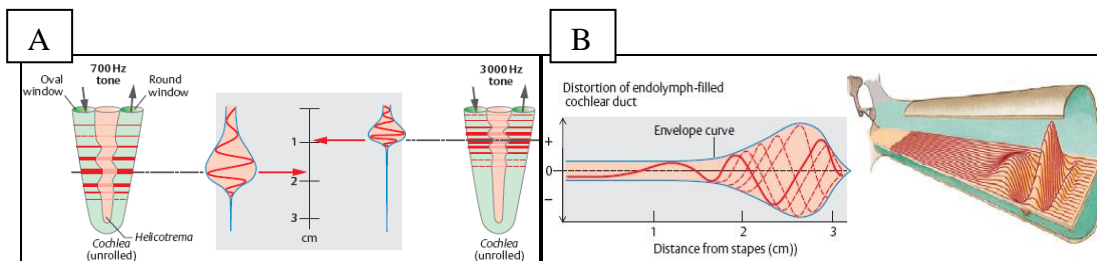 A
700 Hz
tone
Oval
window
Round
window
3000 Hz
tone
1
2
3
cm
Helicotrema
Cochlea
(unrolled)
Cochlea
(unrolled)
B
Distortion of endolymph-filled
cochlear duct
Envelope curve
+
0
–
1
2
3
Distance from stapes (cm))